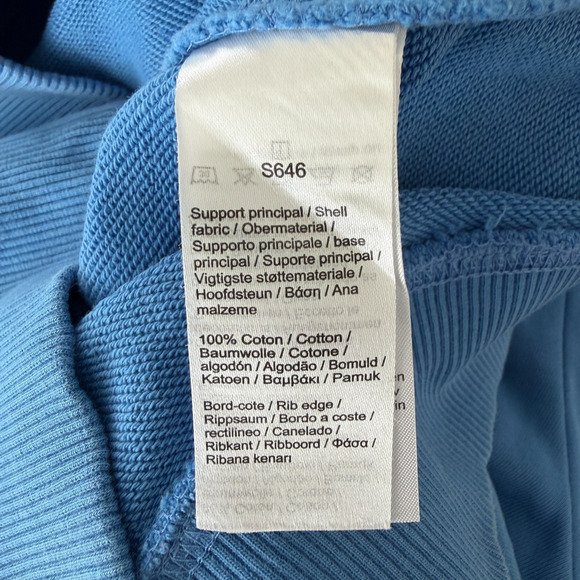 S646
Support principal / Shell
fabric / Obermaterial /
Supporto principale / base
principal / Suporte principal /
Vigtigste støttemateriale /
Hoofdsteun / Βάση / Ana
malzeme
100% Coton / Cotton /
Baumwolle / Cotone /
algodón / Algodão / Bomuld /
Katoen / Βαμβάκι / Pamuk
Bord-cote / Rib edge /
Rippsaum / Bordo a coste /
rectilineo / Canelado /
Ribkant / Ribboord / Φάσα /
Ribana kenarı